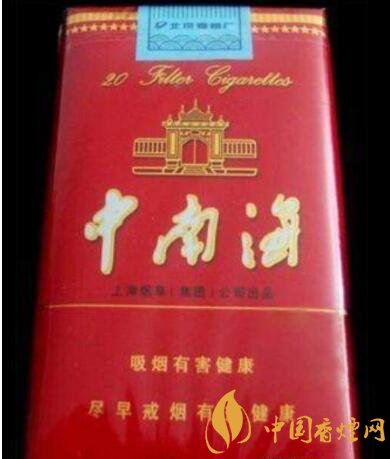 北京卷烟厂
20 Filter Cigarettes
中南海
上海烟草(集团)公司出品
吸烟有害健康
尽早戒烟有益健康
中国香烟网